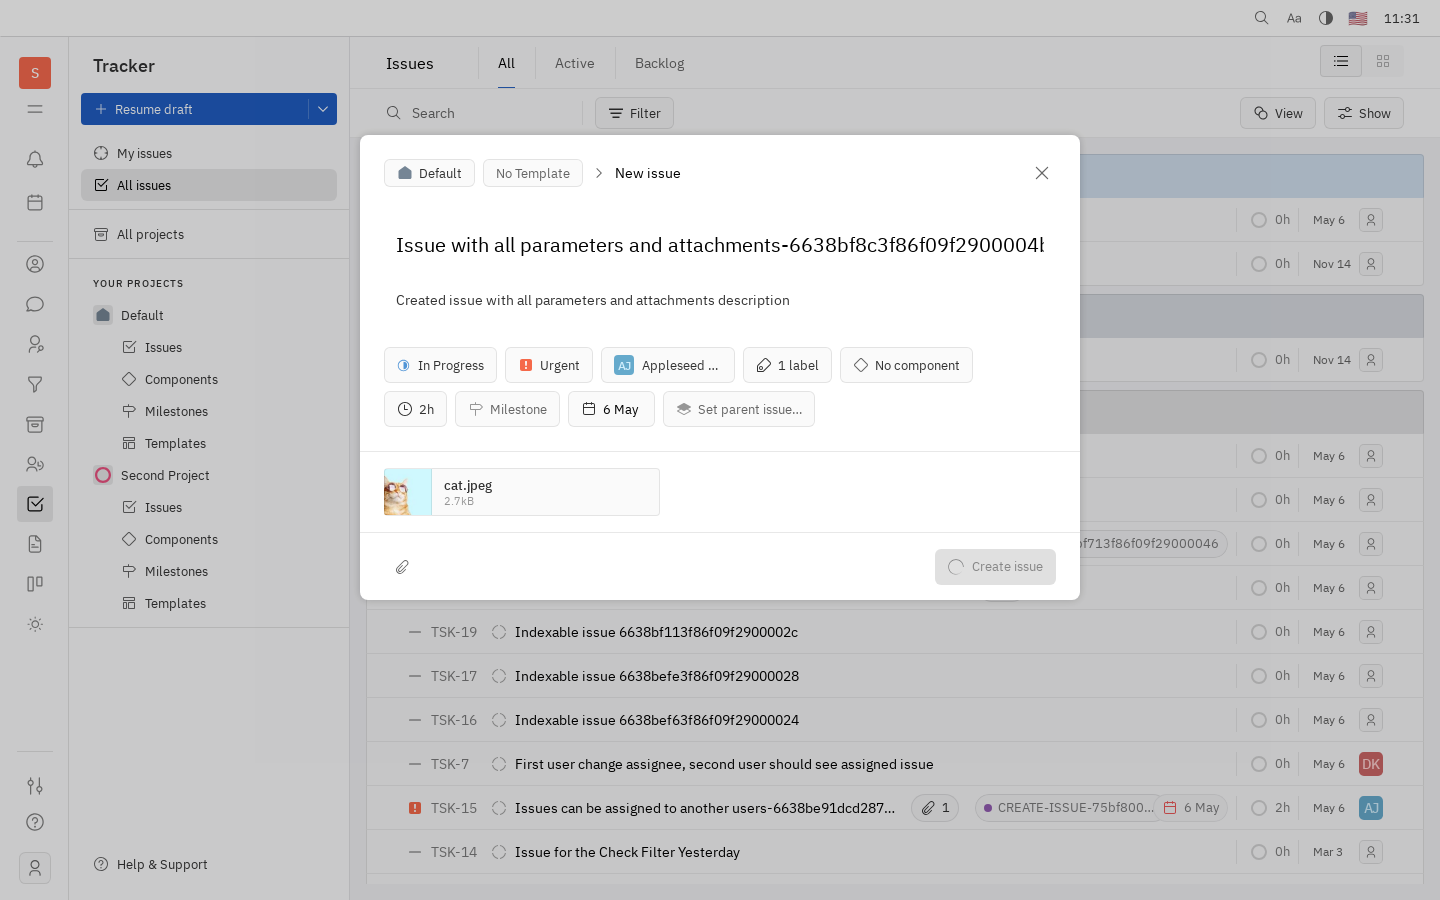 Aa
11:31
S
Tracker
Issues
All
Active
Backlog
Resume draft
Search
Filter
View
Show
My issues
All issues
All projects
YOUR PROJECTS
Default
Issues
Components
Milestones
Templates
Second Project
Issues
Components
Milestones
Templates
Help & Support
Default
No Template
New issue
Issue with all parameters and attachments-6638bf8c3f86f09f2900004
Created issue with all parameters and attachments description
In Progress
Urgent
AJ Appleseed ...
1 label
No component
2h
Milestone
6 May
Set parent issue...
cat.jpeg
2.7kB
Create issue
0h May 6
0h Nov 14
0h Nov 14
0h May 6
0h May 6
f713f86f09f29000046 0h May 6
0h May 6
TSK-19 Indexable issue 6638bf113f86f09f2900002c 0h May 6
TSK-17 Indexable issue 6638befe3f86f09f29000028 0h May 6
TSK-16 Indexable issue 6638bef63f86f09f29000024 0h May 6
TSK-7 First user change assignee, second user should see assigned issue 0h May 6 DK
TSK-15 Issues can be assigned to another users-6638be91dcd287... 1 CREATE-ISSUE-75bf800... 6 May 2h May 6 AJ
TSK-14 Issue for the Check Filter Yesterday 0h Mar 3